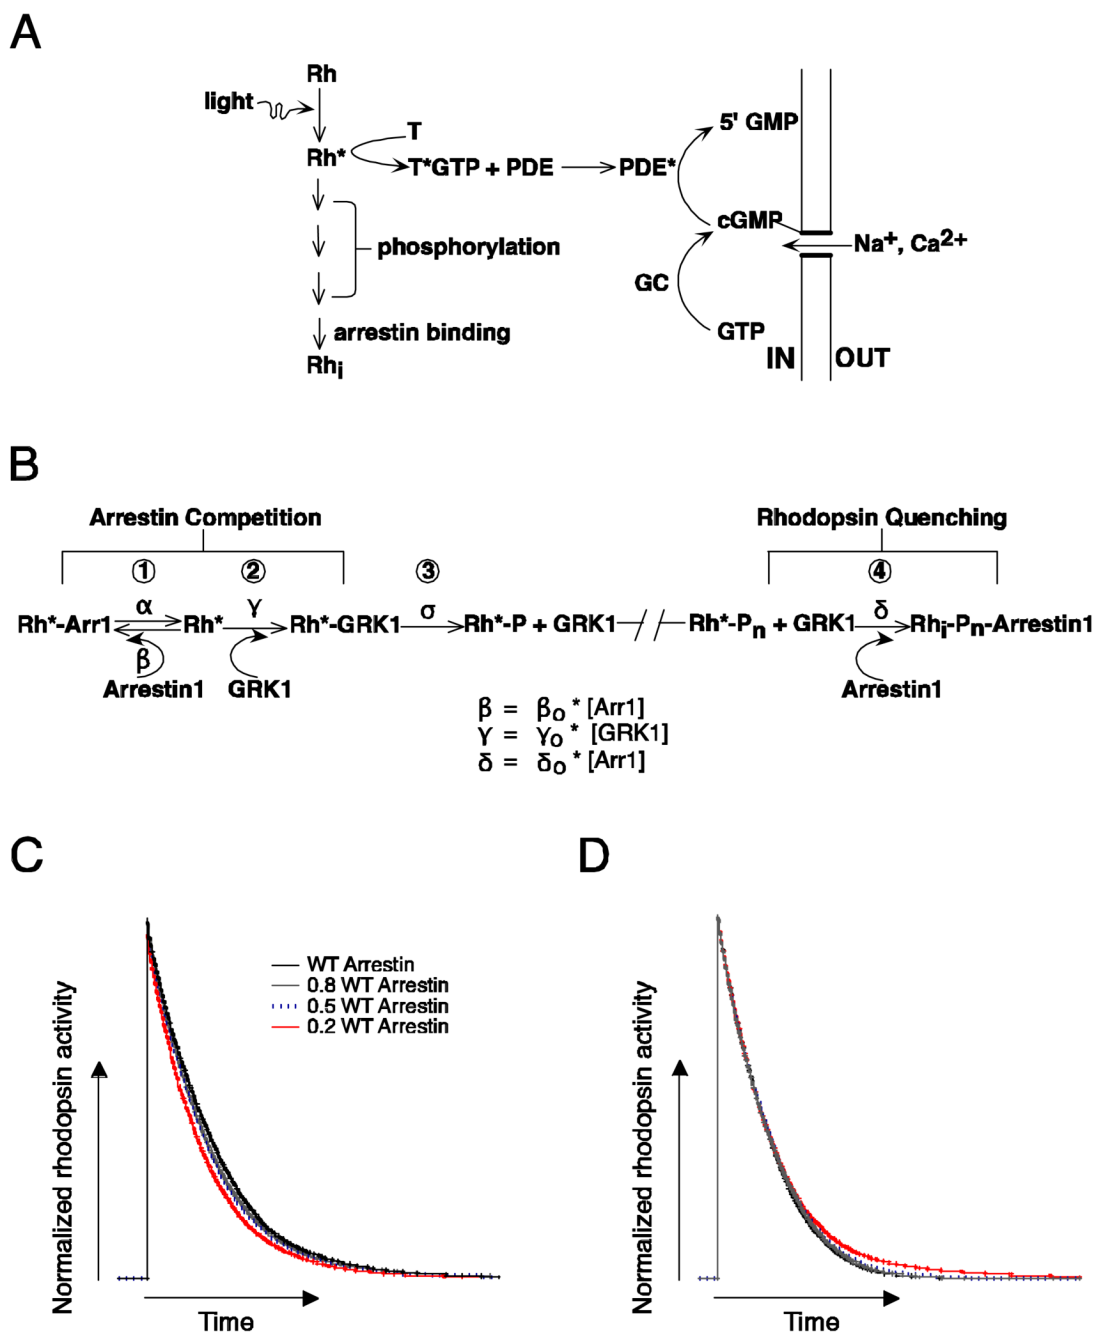 A
Rh
light
T
5' GMP
Rh*
T*GTP + PDE
PDE*
cGMP
Na+, Ca2+
phosphorylation
GC
arrestin binding
GTP
Rhi
IN
OUT
B
Arrestin Competition
Rhodopsin Quenching
1 2 3 4
α γ σ δ
Rh*-Arr1 Rh* Rh*-GRK1 Rh*-P + GRK1 Rh*-Pn + GRK1 Rhi-Pn-Arrestin1
β
Arrestin1 GRK1 Arrestin1
β = βo * [Arr1]
γ = γo * [GRK1]
δ = δo * [Arr1]
C
Normalized rhodopsin activity
WT Arrestin
0.8 WT Arrestin
0.5 WT Arrestin
0.2 WT Arrestin
Time
D
Normalized rhodopsin activity
Time